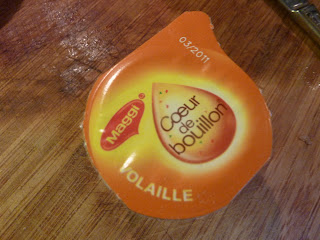 03/2011
Maggi®
Cœur
de
bouillon
VOLAILLE